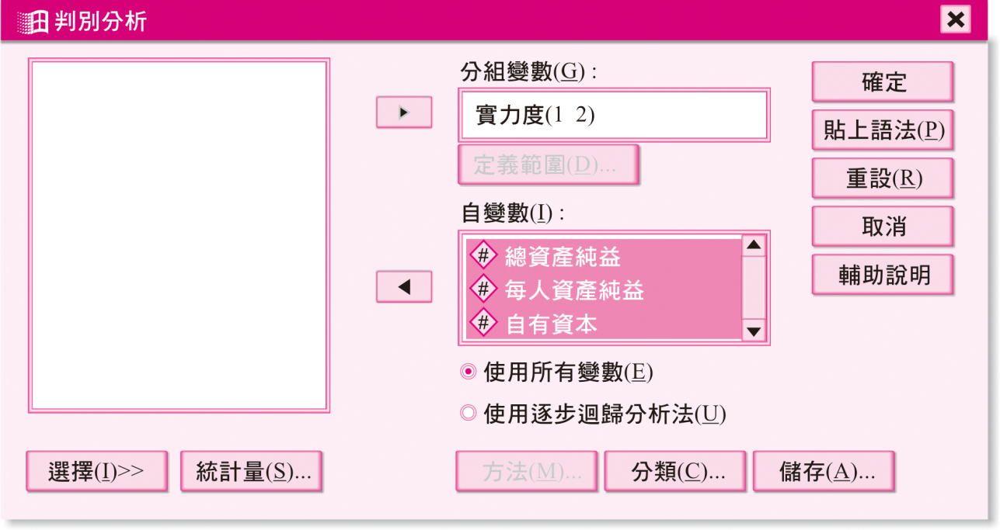 判別分析
分組變數(G)：
實力度(1 2)
定義範圍(D)...
自變數(I)：
# 總資產純益
# 每人資產純益
# 自有資本
使用所有變數(E)
使用逐步迴歸分析法(U)
確定
貼上語法(P)
重設(R)
取消
輔助說明
選擇(I)>>
統計量(S)...
方法(M)...
分類(C)...
儲存(A)...